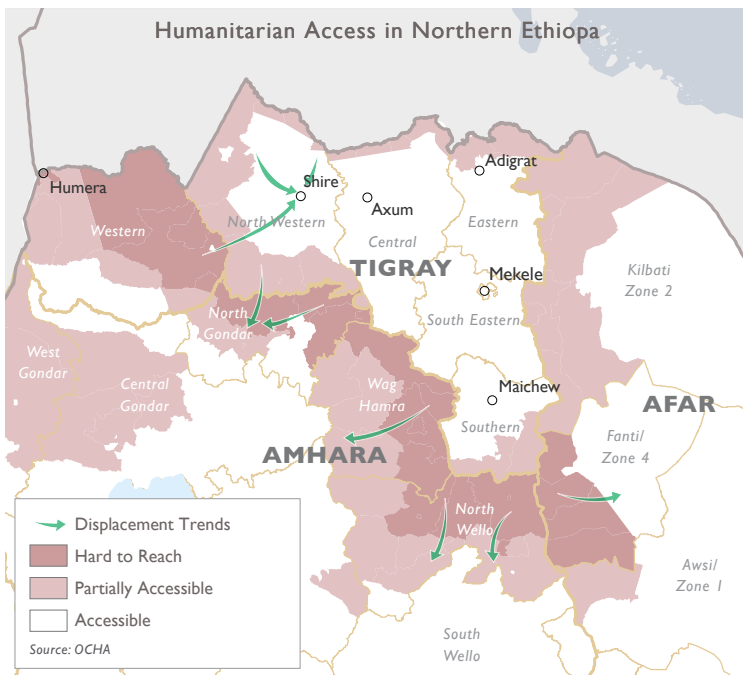 Humanitarian Access in Northern Ethiopa
Adigrat
Humera
Shire
Axum
Western
North Western
Eastern
Central
TIGRAY
Mekele
Kilbati
Zone 2
North
Gondar
South Eastern
West
Gondar
Central
Gondar
Wag
Hamra
Maichew
AFAR
Southern
Fanti/
Zone 4
AMHARA
North
Wello
Awsi/
Zone 1
South
Wello
Displacement Trends
Hard to Reach
Partially Accessible
Accessible
Source: OCHA